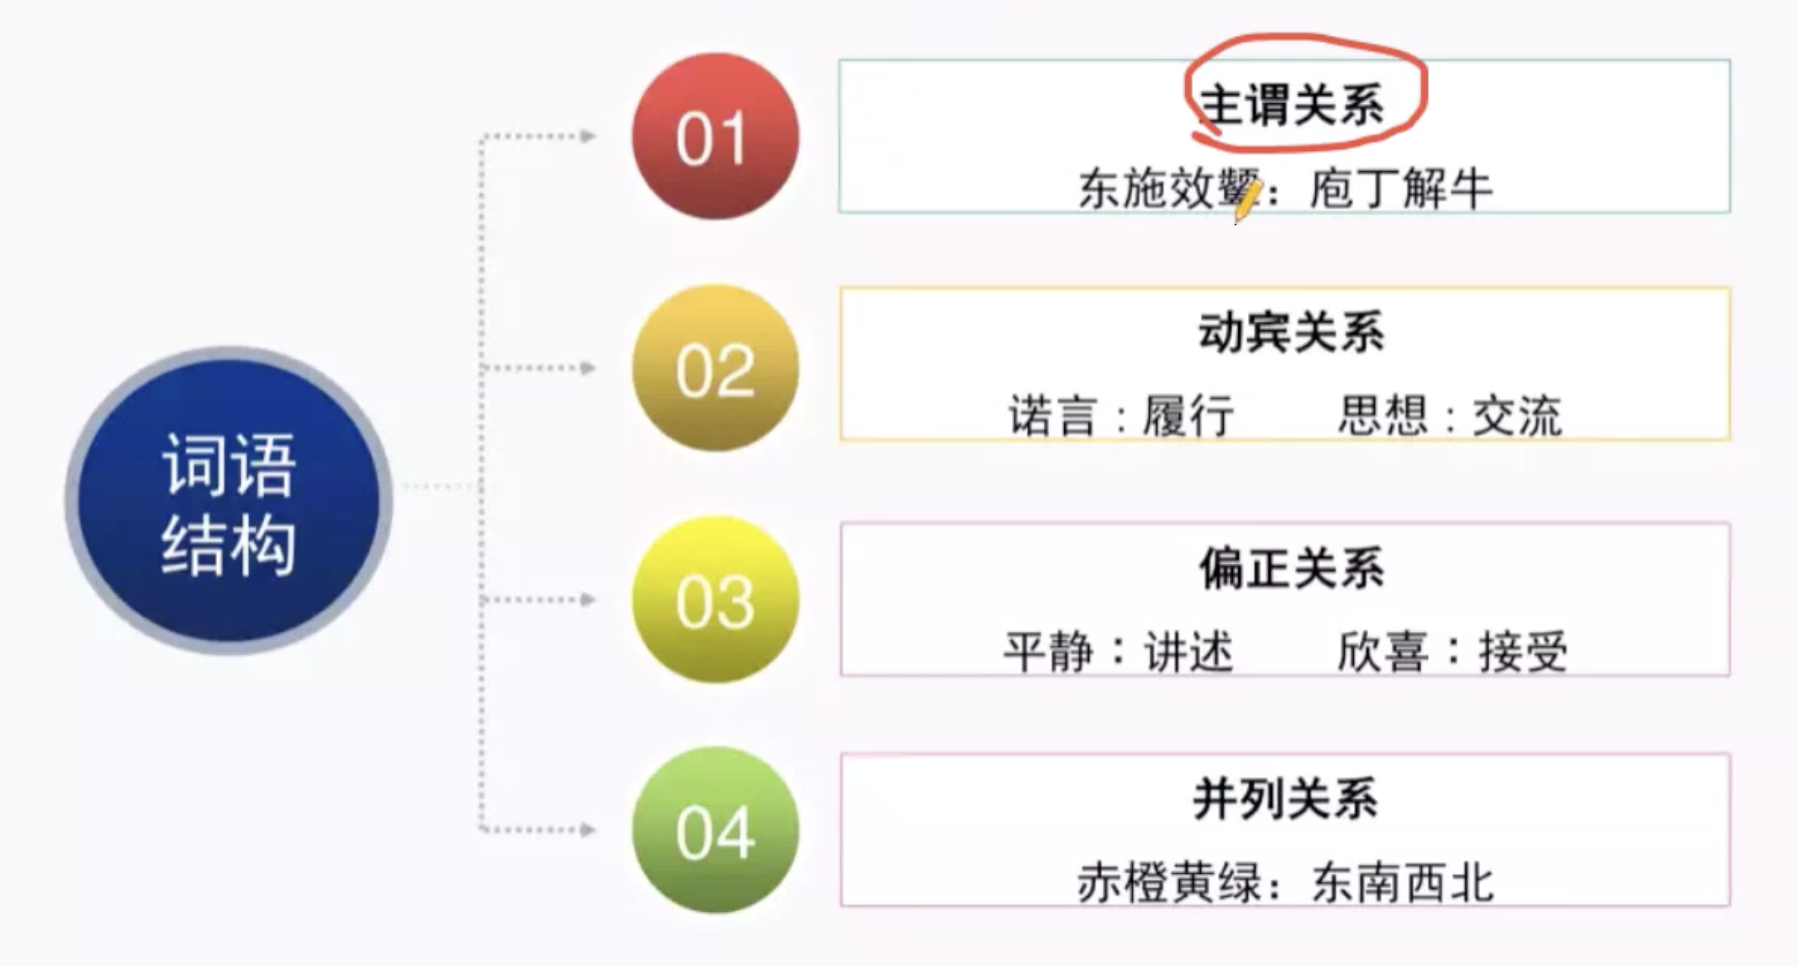 词语
结构
01
主谓关系
东施效颦：庖丁解牛
02
动宾关系
诺言：履行 思想：交流
03
偏正关系
平静：讲述 欣喜：接受
04
并列关系
赤橙黄绿：东南西北